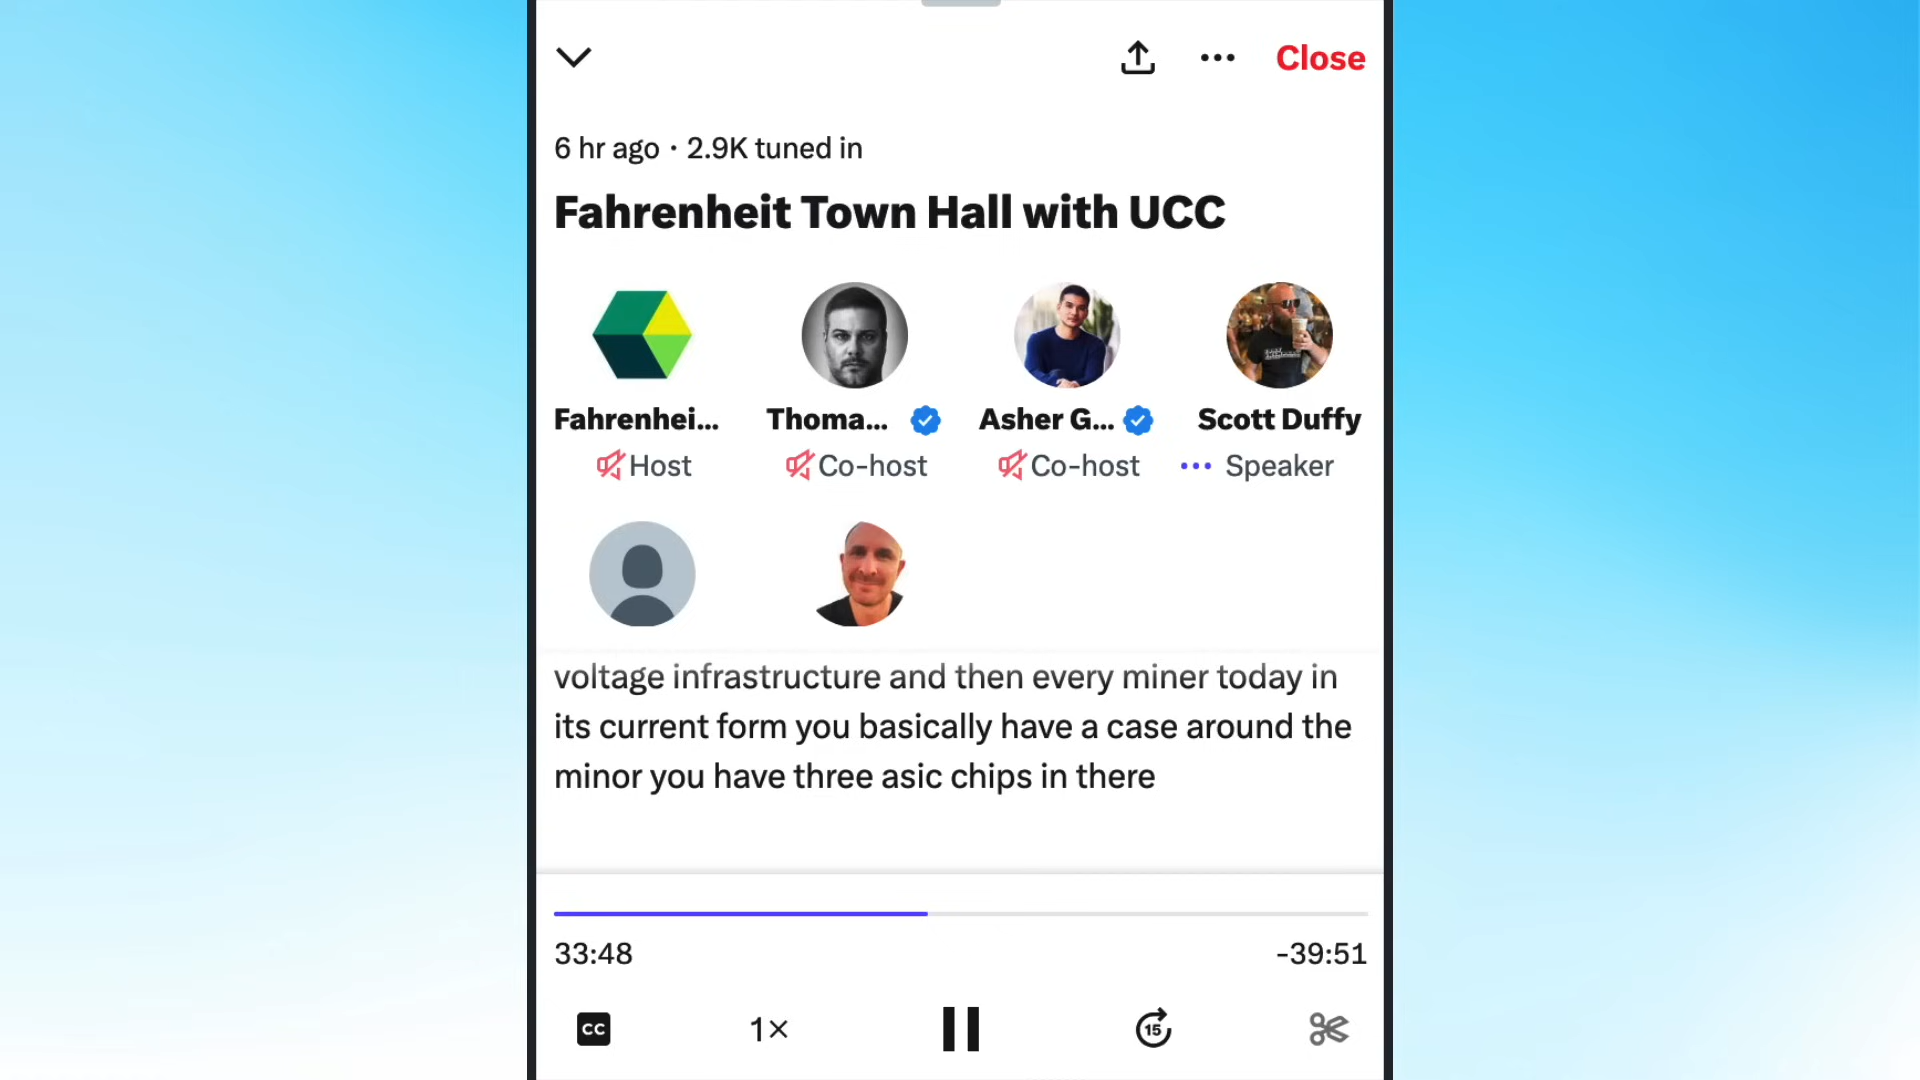 Close
6 hr ago · 2.9K tuned in
Fahrenheit Town Hall with UCC
Fahrenhei... Thoma... Asher G... Scott Duffy
Host Co-host Co-host Speaker
voltage infrastructure and then every miner today in
its current form you basically have a case around the
minor you have three asic chips in there
33:48 -39:51
CC 1× 15